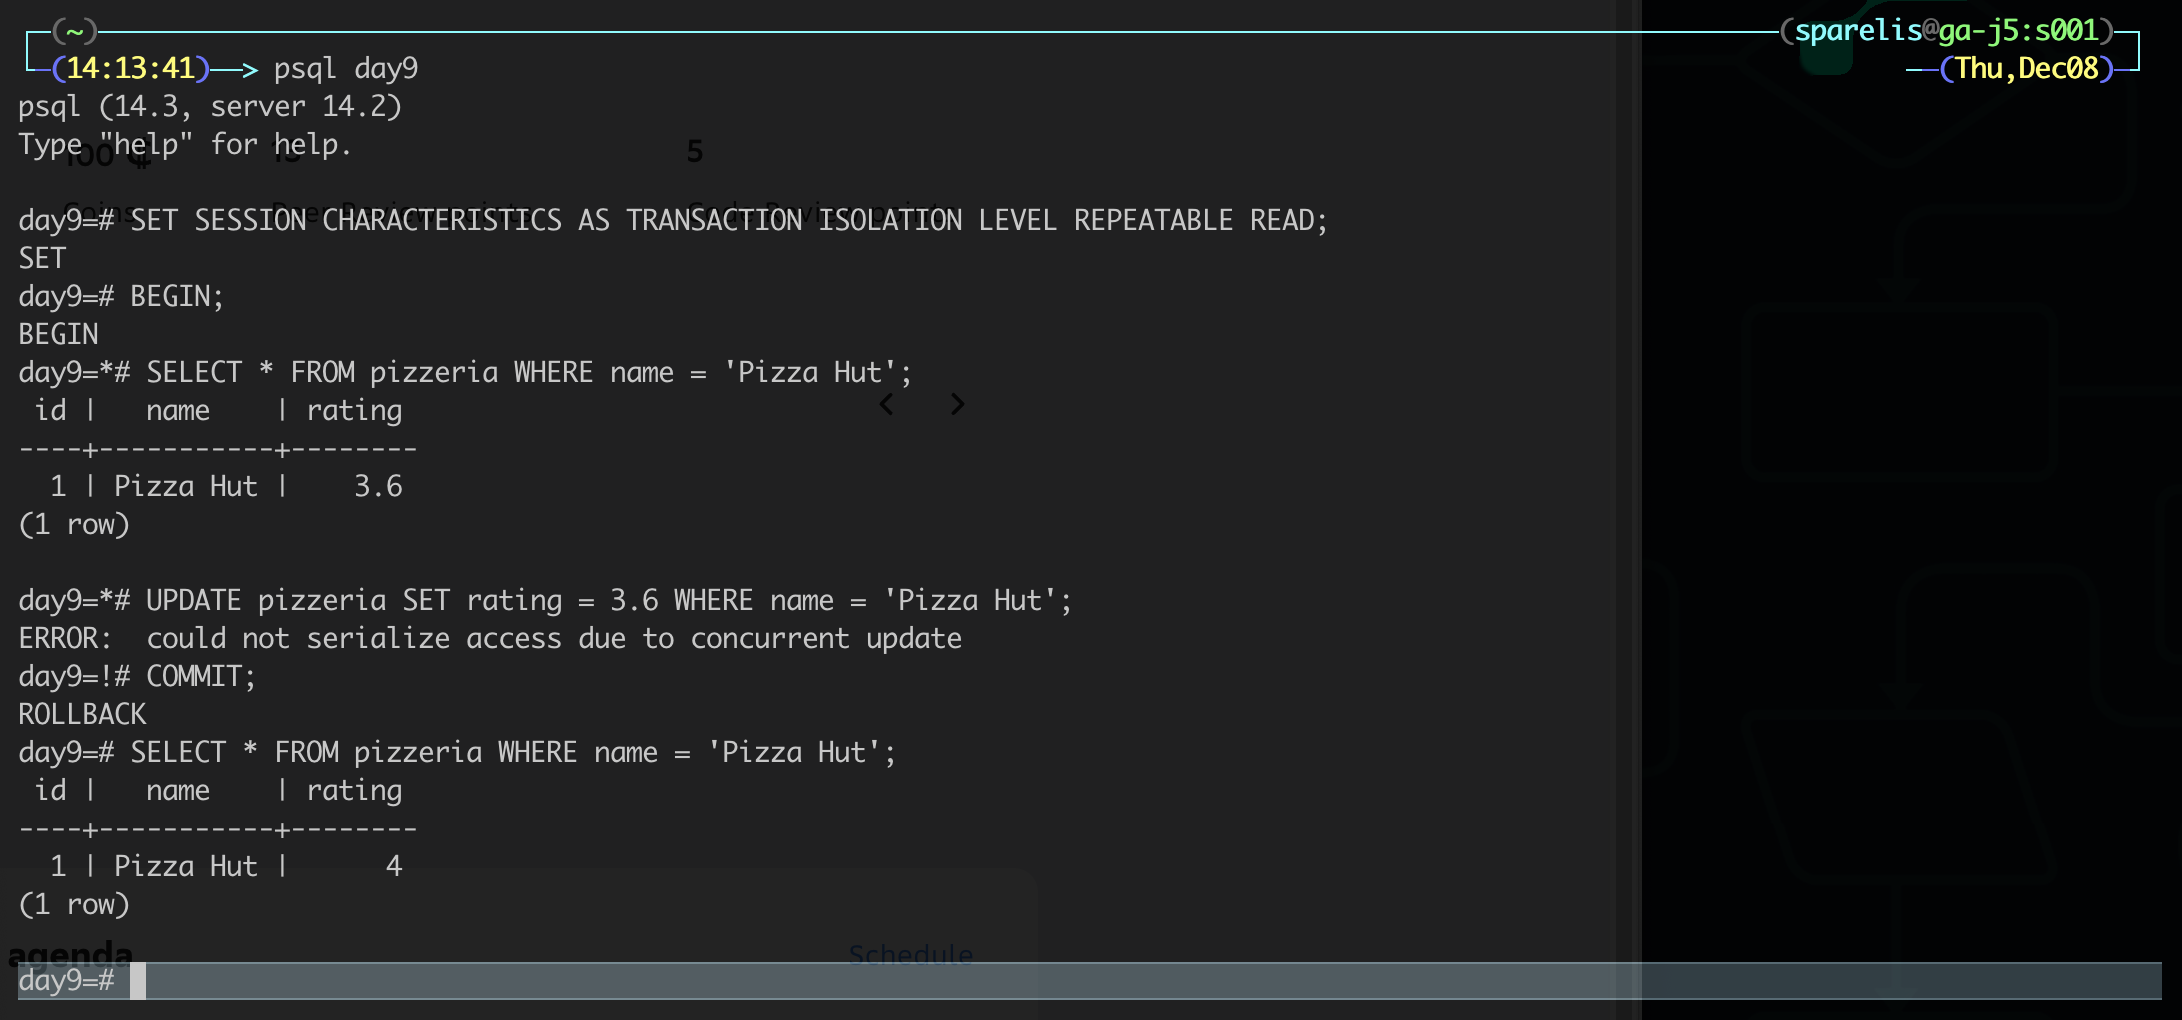 (~) (sparelis@ga-j5:s001)
(14:13:41)—> psql day9 (Thu,Dec08)
psql (14.3, server 14.2)
Type "help" for help.
5
day9=# SET SESSION CHARACTERISTICS AS TRANSACTION ISOLATION LEVEL REPEATABLE READ;
SET
day9=# BEGIN;
BEGIN
day9=*# SELECT * FROM pizzeria WHERE name = 'Pizza Hut';
 id |   name    | rating
----+-----------+--------
  1 | Pizza Hut |    3.6
(1 row)
day9=*# UPDATE pizzeria SET rating = 3.6 WHERE name = 'Pizza Hut';
ERROR:  could not serialize access due to concurrent update
day9=!# COMMIT;
ROLLBACK
day9=# SELECT * FROM pizzeria WHERE name = 'Pizza Hut';
 id |   name    | rating
----+-----------+--------
  1 | Pizza Hut |      4
(1 row)
agenda Schedule
day9=#